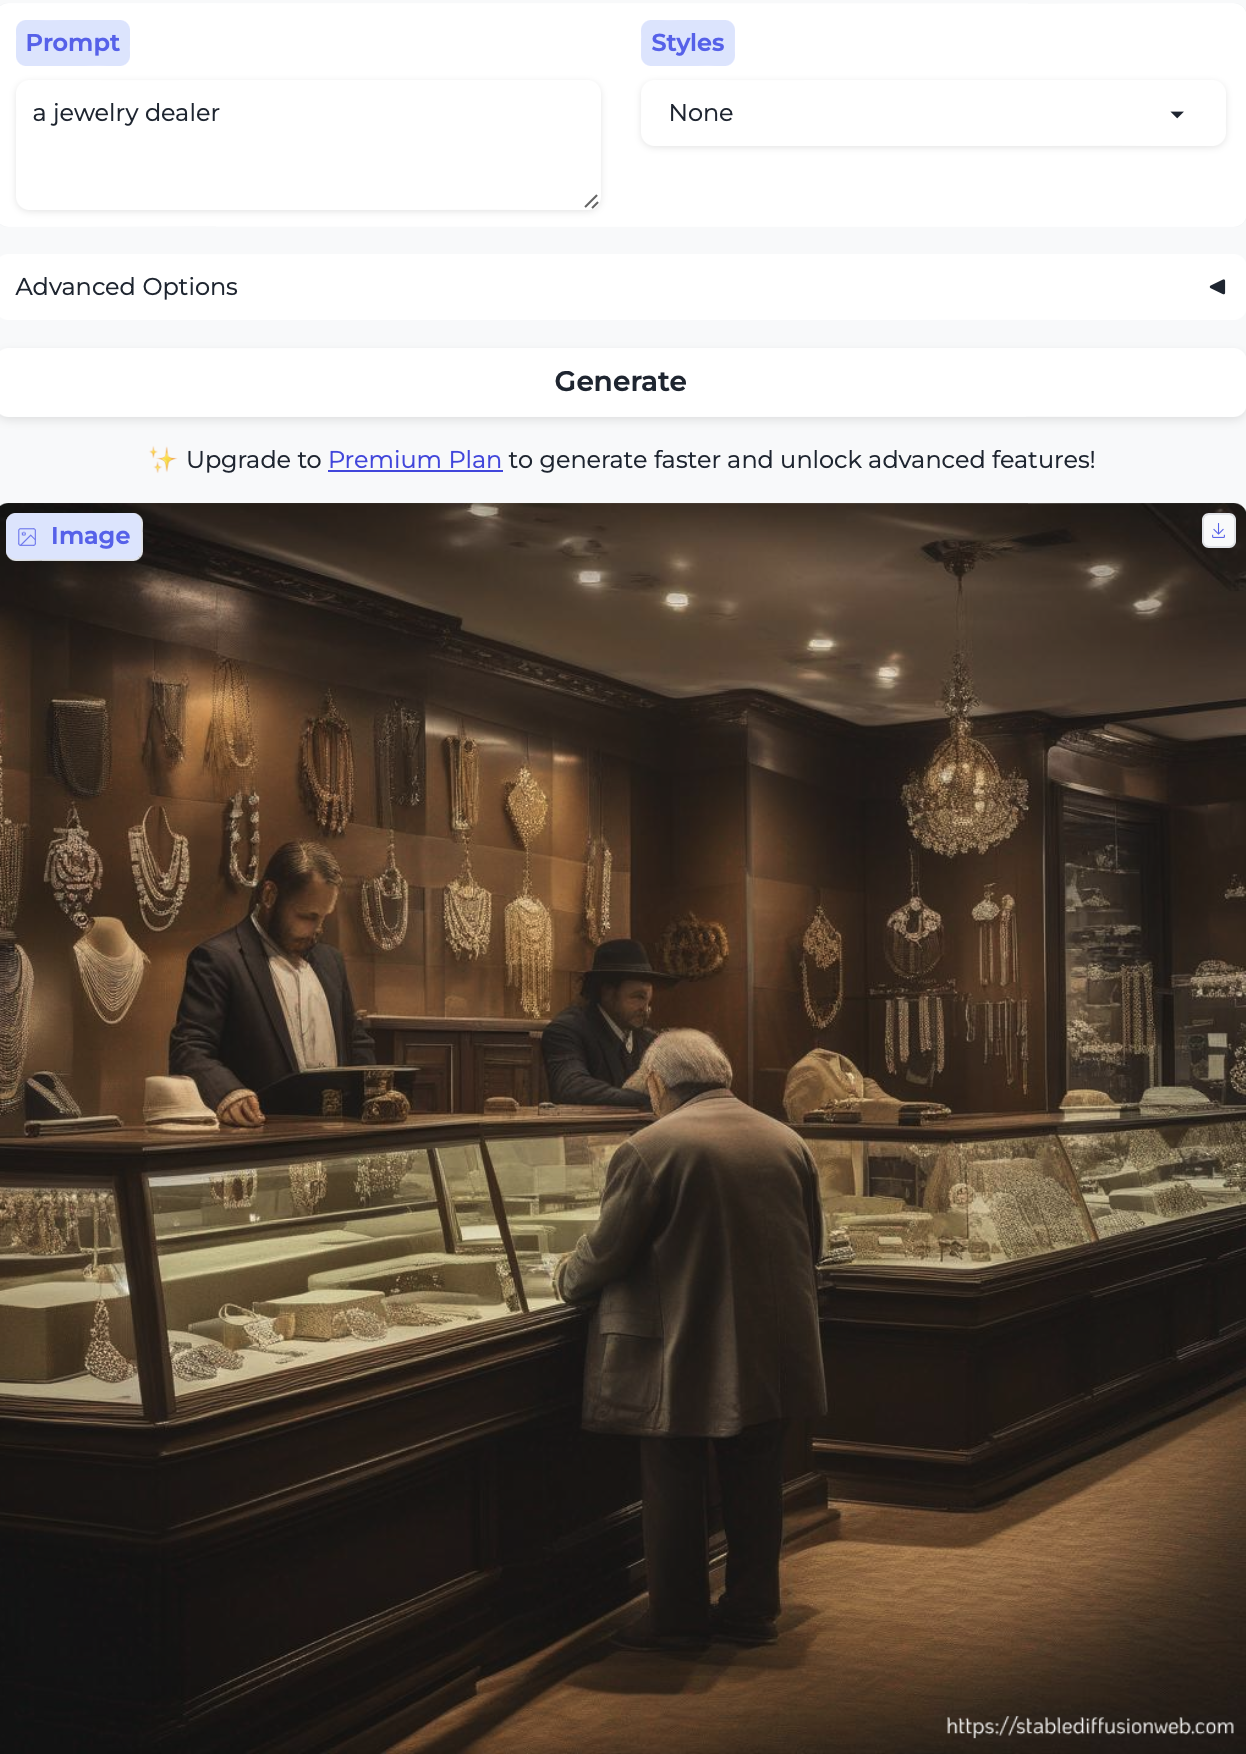 Prompt
Styles
a jewelry dealer
None
Advanced Options
Generate
✨ Upgrade to Premium Plan to generate faster and unlock advanced features!
Image
https://stablediffusionweb.com